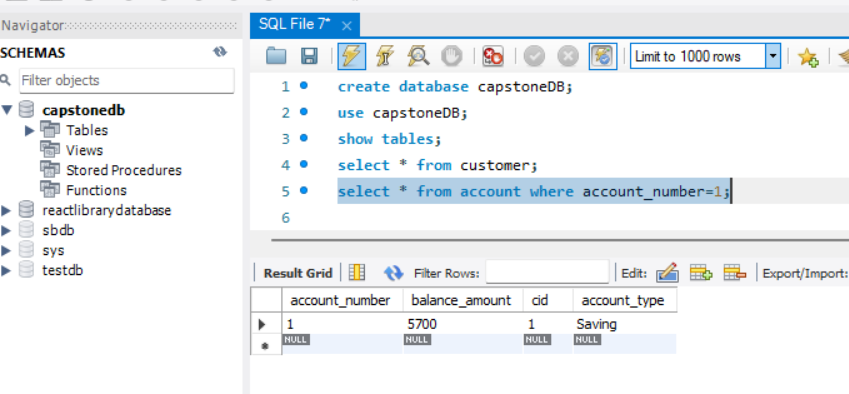 Navigator
SQL File 7*
SCHEMAS
Filter objects
capstonedb
Tables
Views
Stored Procedures
Functions
reactlibrarydatabase
sbdb
sys
testdb
Limit to 1000 rows
1 create database capstoneDB;
2 use capstoneDB;
3 show tables;
4 select * from customer;
5 select * from account where account_number=1;
6
Result Grid Filter Rows: Edit: Export/Import:
account_number balance_amount cid account_type
1 5700 1 Saving
NULL NULL NULL NULL